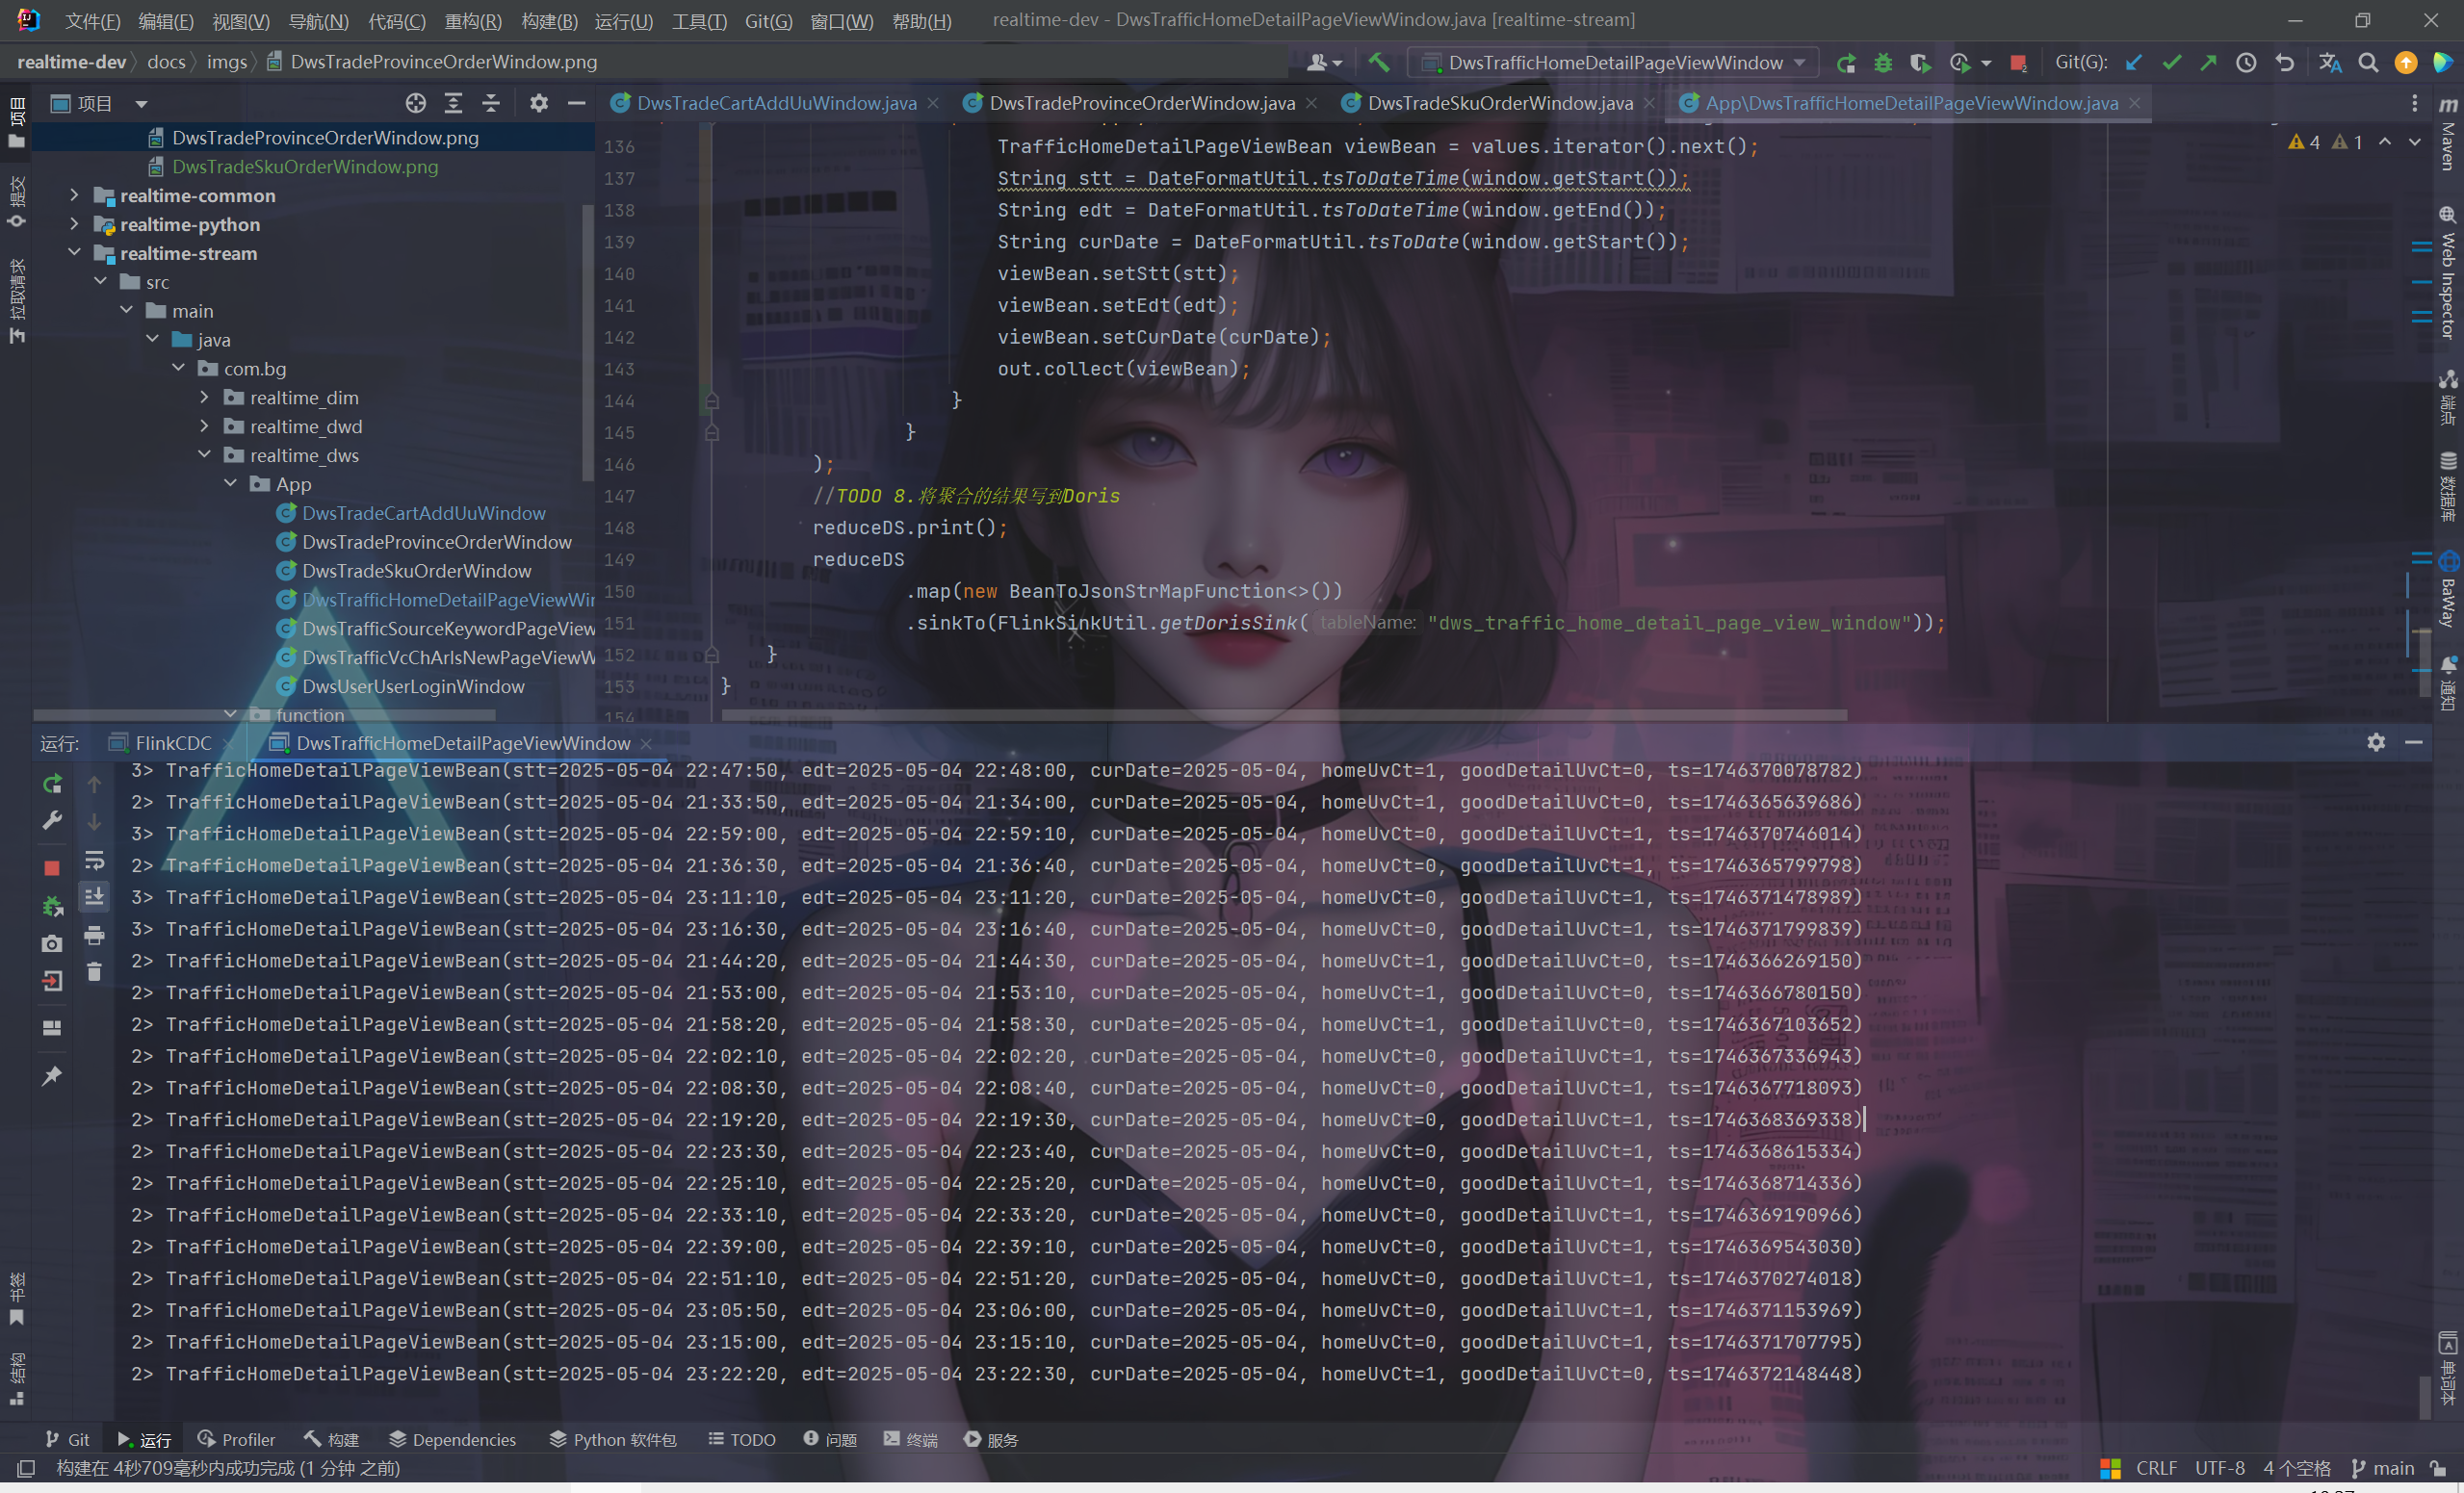 文件(F) 编辑(E) 视图(V) 导航(N) 代码(C) 重构(R) 构建(B) 运行(U) 工具(T) Git(G) 窗口(W) 帮助(H) realtime-dev - DwsTrafficHomeDetailPageViewWindow.java [realtime-stream]
realtime-dev docs imgs DwsTradeProvinceOrderWindow.png DwsTrafficHomeDetailPageViewWindow Git(G):
项目 DwsTradeCartAddUuWindow.java DwsTradeProvinceOrderWindow.java DwsTradeSkuOrderWindow.java App\DwsTrafficHomeDetailPageViewWindow.java
项目
提交
拉取请求
DwsTradeProvinceOrderWindow.png
DwsTradeSkuOrderWindow.png
realtime-common
realtime-python
realtime-stream
src
main
java
com.bg
realtime_dim
realtime_dwd
realtime_dws
App
DwsTradeCartAddUuWindow
DwsTradeProvinceOrderWindow
DwsTradeSkuOrderWindow
DwsTrafficHomeDetailPageViewWin
DwsTrafficSourceKeywordPageView
DwsTrafficVcChArIsNewPageViewW
DwsUserUserLoginWindow
function
4 1
136 TrafficHomeDetailPageViewBean viewBean = values.iterator().next();
137 String stt = DateFormatUtil.tsToDateTime(window.getStart());
138 String edt = DateFormatUtil.tsToDateTime(window.getEnd());
139 String curDate = DateFormatUtil.tsToDate(window.getStart());
140 viewBean.setStt(stt);
141 viewBean.setEdt(edt);
142 viewBean.setCurDate(curDate);
143 out.collect(viewBean);
144 }
145 }
146 );
147 //TODO 8.将聚合的结果写到Doris
148 reduceDS.print();
149 reduceDS
150 .map(new BeanToJsonStrMapFunction<>())
151 .sinkTo(FlinkSinkUtil.getDorisSink( tableName: "dws_traffic_home_detail_page_view_window"));
152 }
153 }
154
m Maven
Web Inspector
端点
数据库
BaWay
通知
运行: FlinkCDC DwsTrafficHomeDetailPageViewWindow
3> TrafficHomeDetailPageViewBean(stt=2025-05-04 22:47:50, edt=2025-05-04 22:48:00, curDate=2025-05-04, homeUvCt=1, goodDetailUvCt=0, ts=1746370078782)
2> TrafficHomeDetailPageViewBean(stt=2025-05-04 21:33:50, edt=2025-05-04 21:34:00, curDate=2025-05-04, homeUvCt=1, goodDetailUvCt=0, ts=1746365639686)
3> TrafficHomeDetailPageViewBean(stt=2025-05-04 22:59:00, edt=2025-05-04 22:59:10, curDate=2025-05-04, homeUvCt=0, goodDetailUvCt=1, ts=1746370746014)
2> TrafficHomeDetailPageViewBean(stt=2025-05-04 21:36:30, edt=2025-05-04 21:36:40, curDate=2025-05-04, homeUvCt=0, goodDetailUvCt=1, ts=1746365799798)
3> TrafficHomeDetailPageViewBean(stt=2025-05-04 23:11:10, edt=2025-05-04 23:11:20, curDate=2025-05-04, homeUvCt=0, goodDetailUvCt=1, ts=1746371478989)
3> TrafficHomeDetailPageViewBean(stt=2025-05-04 23:16:30, edt=2025-05-04 23:16:40, curDate=2025-05-04, homeUvCt=0, goodDetailUvCt=1, ts=1746371799839)
2> TrafficHomeDetailPageViewBean(stt=2025-05-04 21:44:20, edt=2025-05-04 21:44:30, curDate=2025-05-04, homeUvCt=1, goodDetailUvCt=0, ts=1746366269150)
2> TrafficHomeDetailPageViewBean(stt=2025-05-04 21:53:00, edt=2025-05-04 21:53:10, curDate=2025-05-04, homeUvCt=1, goodDetailUvCt=0, ts=1746366780150)
2> TrafficHomeDetailPageViewBean(stt=2025-05-04 21:58:20, edt=2025-05-04 21:58:30, curDate=2025-05-04, homeUvCt=1, goodDetailUvCt=0, ts=1746367103652)
2> TrafficHomeDetailPageViewBean(stt=2025-05-04 22:02:10, edt=2025-05-04 22:02:20, curDate=2025-05-04, homeUvCt=0, goodDetailUvCt=1, ts=1746367336943)
2> TrafficHomeDetailPageViewBean(stt=2025-05-04 22:08:30, edt=2025-05-04 22:08:40, curDate=2025-05-04, homeUvCt=0, goodDetailUvCt=1, ts=1746367718093)
2> TrafficHomeDetailPageViewBean(stt=2025-05-04 22:19:20, edt=2025-05-04 22:19:30, curDate=2025-05-04, homeUvCt=0, goodDetailUvCt=1, ts=1746368369338)
2> TrafficHomeDetailPageViewBean(stt=2025-05-04 22:23:30, edt=2025-05-04 22:23:40, curDate=2025-05-04, homeUvCt=0, goodDetailUvCt=1, ts=1746368615334)
2> TrafficHomeDetailPageViewBean(stt=2025-05-04 22:25:10, edt=2025-05-04 22:25:20, curDate=2025-05-04, homeUvCt=0, goodDetailUvCt=1, ts=1746368714336)
2> TrafficHomeDetailPageViewBean(stt=2025-05-04 22:33:10, edt=2025-05-04 22:33:20, curDate=2025-05-04, homeUvCt=0, goodDetailUvCt=1, ts=1746369190966)
2> TrafficHomeDetailPageViewBean(stt=2025-05-04 22:39:00, edt=2025-05-04 22:39:10, curDate=2025-05-04, homeUvCt=0, goodDetailUvCt=1, ts=1746369543030)
2> TrafficHomeDetailPageViewBean(stt=2025-05-04 22:51:10, edt=2025-05-04 22:51:20, curDate=2025-05-04, homeUvCt=0, goodDetailUvCt=1, ts=1746370274018)
2> TrafficHomeDetailPageViewBean(stt=2025-05-04 23:05:50, edt=2025-05-04 23:06:00, curDate=2025-05-04, homeUvCt=0, goodDetailUvCt=1, ts=1746371153969)
2> TrafficHomeDetailPageViewBean(stt=2025-05-04 23:15:00, edt=2025-05-04 23:15:10, curDate=2025-05-04, homeUvCt=0, goodDetailUvCt=1, ts=1746371707795)
2> TrafficHomeDetailPageViewBean(stt=2025-05-04 23:22:20, edt=2025-05-04 23:22:30, curDate=2025-05-04, homeUvCt=1, goodDetailUvCt=0, ts=1746372148448)
书签
结构
单词本
Git 运行 Profiler 构建 Dependencies Python 软件包 TODO 问题 终端 服务
构建在 4秒709毫秒内成功完成 (1 分钟 之前) CRLF UTF-8 4 个空格 main